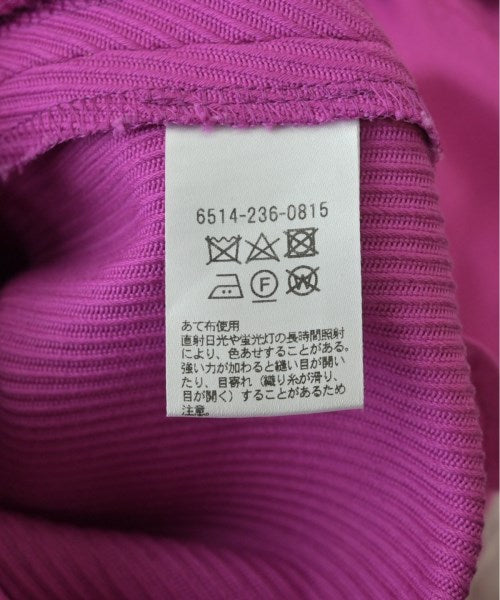 6514-236-0815
F W
あて布使用
直射日光や蛍光灯の長時間照射
により、色あせすることがある。
強い力が加わると縫い目が開い
たり、目寄れ（織り糸が滑り、
目が開く）することがあるため
注意。